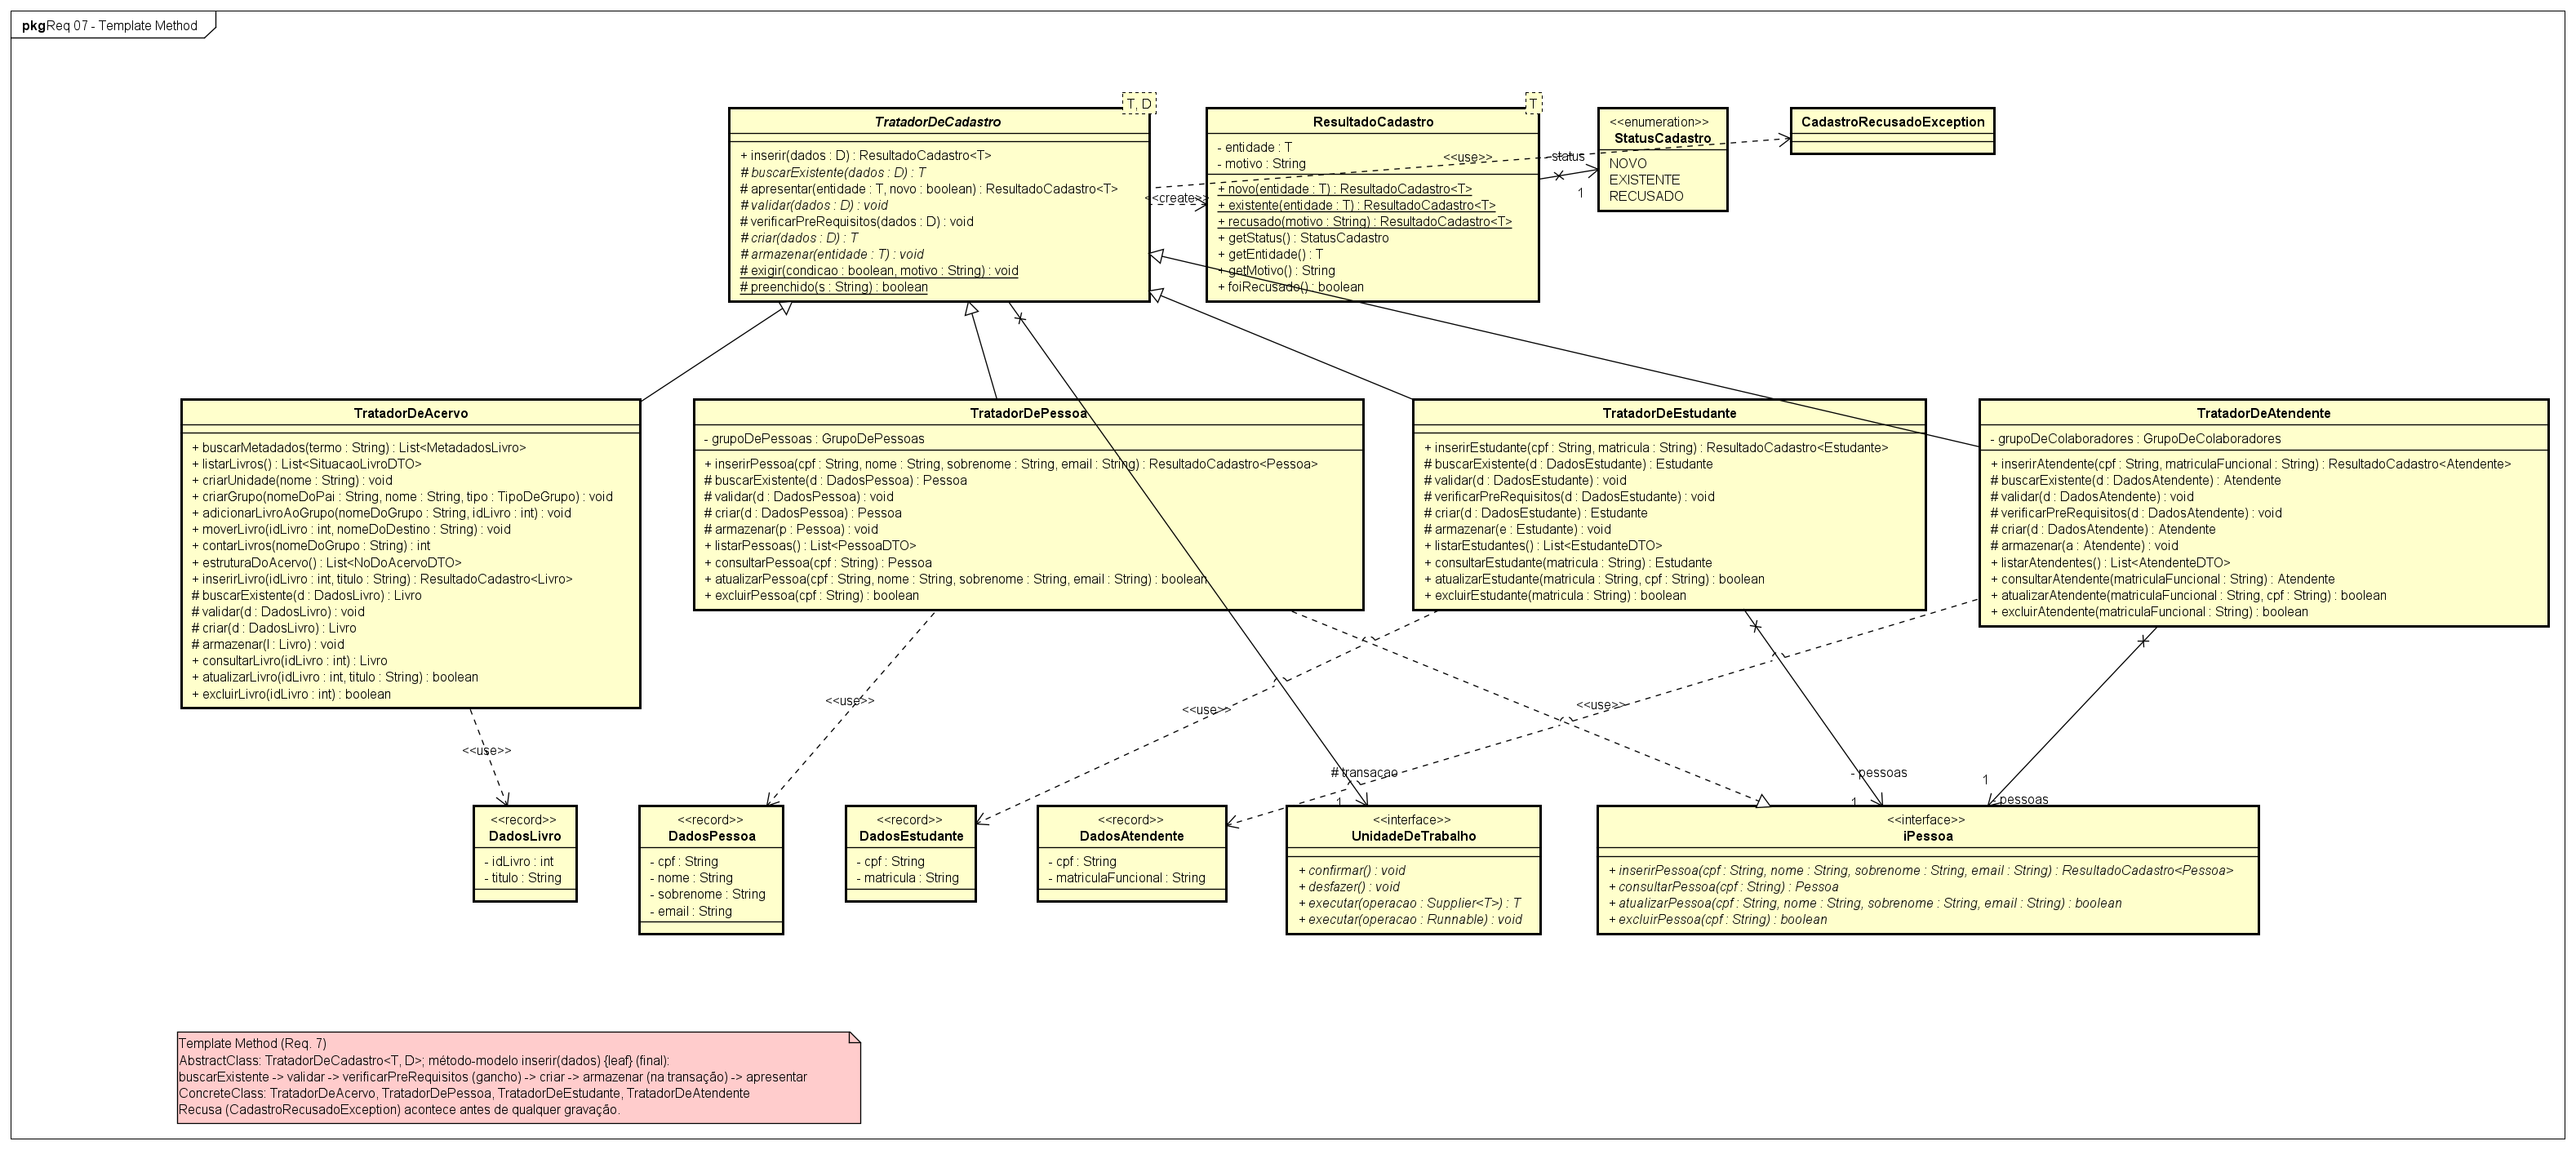 pkg Req 07 - Template Method
T, D
TratadorDeCadastro
+ inserir(dados : D) : ResultadoCadastro<T>
# buscarExistente(dados : D) : T
# apresentar(entidade : T, novo : boolean) : ResultadoCadastro<T>
# validar(dados : D) : void
# verificarPreRequisitos(dados : D) : void
# criar(dados : D) : T
# armazenar(entidade : T) : void
# exigir(condicao : boolean, motivo : String) : void
# preenchido(s : String) : boolean
<<create>>
T
ResultadoCadastro
- entidade : T
- motivo : String
+ novo(entidade : T) : ResultadoCadastro<T>
+ existente(entidade : T) : ResultadoCadastro<T>
+ recusado(motivo : String) : ResultadoCadastro<T>
+ getStatus() : StatusCadastro
+ getEntidade() : T
+ getMotivo() : String
+ foiRecusado() : boolean
<<use>>
- status
1
<<enumeration>>
StatusCadastro
NOVO
EXISTENTE
RECUSADO
CadastroRecusadoException
TratadorDeAcervo
+ buscarMetadados(termo : String) : List<MetadadosLivro>
+ listarLivros() : List<SituacaoLivroDTO>
+ criarUnidade(nome : String) : void
+ criarGrupo(nomeDoPai : String, nome : String, tipo : TipoDeGrupo) : void
+ adicionarLivroAoGrupo(nomeDoGrupo : String, idLivro : int) : void
+ moverLivro(idLivro : int, nomeDoDestino : String) : void
+ contarLivros(nomeDoGrupo : String) : int
+ estruturaDoAcervo() : List<NoDoAcervoDTO>
+ inserirLivro(idLivro : int, titulo : String) : ResultadoCadastro<Livro>
# buscarExistente(d : DadosLivro) : Livro
# validar(d : DadosLivro) : void
# criar(d : DadosLivro) : Livro
# armazenar(l : Livro) : void
+ consultarLivro(idLivro : int) : Livro
+ atualizarLivro(idLivro : int, titulo : String) : boolean
+ excluirLivro(idLivro : int) : boolean
TratadorDePessoa
- grupoDePessoas : GrupoDePessoas
+ inserirPessoa(cpf : String, nome : String, sobrenome : String, email : String) : ResultadoCadastro<Pessoa>
# buscarExistente(d : DadosPessoa) : Pessoa
# validar(d : DadosPessoa) : void
# criar(d : DadosPessoa) : Pessoa
# armazenar(p : Pessoa) : void
+ listarPessoas() : List<PessoaDTO>
+ consultarPessoa(cpf : String) : Pessoa
+ atualizarPessoa(cpf : String, nome : String, sobrenome : String, email : String) : boolean
+ excluirPessoa(cpf : String) : boolean
TratadorDeEstudante
+ inserirEstudante(cpf : String, matricula : String) : ResultadoCadastro<Estudante>
# buscarExistente(d : DadosEstudante) : Estudante
# validar(d : DadosEstudante) : void
# verificarPreRequisitos(d : DadosEstudante) : void
# criar(d : DadosEstudante) : Estudante
# armazenar(e : Estudante) : void
+ listarEstudantes() : List<EstudanteDTO>
+ consultarEstudante(matricula : String) : Estudante
+ atualizarEstudante(matricula : String, cpf : String) : boolean
+ excluirEstudante(matricula : String) : boolean
TratadorDeAtendente
- grupoDeColaboradores : GrupoDeColaboradores
+ inserirAtendente(cpf : String, matriculaFuncional : String) : ResultadoCadastro<Atendente>
# buscarExistente(d : DadosAtendente) : Atendente
# validar(d : DadosAtendente) : void
# verificarPreRequisitos(d : DadosAtendente) : void
# criar(d : DadosAtendente) : Atendente
# armazenar(a : Atendente) : void
+ listarAtendentes() : List<AtendenteDTO>
+ consultarAtendente(matriculaFuncional : String) : Atendente
+ atualizarAtendente(matriculaFuncional : String, cpf : String) : boolean
+ excluirAtendente(matriculaFuncional : String) : boolean
<<use>>
<<use>>
<<use>>
<<use>>
# transacao
1
- pessoas
1
1
- pessoas
<<record>>
DadosLivro
- idLivro : int
- titulo : String
<<record>>
DadosPessoa
- cpf : String
- nome : String
- sobrenome : String
- email : String
<<record>>
DadosEstudante
- cpf : String
- matricula : String
<<record>>
DadosAtendente
- cpf : String
- matriculaFuncional : String
<<interface>>
UnidadeDeTrabalho
+ confirmar() : void
+ desfazer() : void
+ executar(operacao : Supplier<T>) : T
+ executar(operacao : Runnable) : void
<<interface>>
iPessoa
+ inserirPessoa(cpf : String, nome : String, sobrenome : String, email : String) : ResultadoCadastro<Pessoa>
+ consultarPessoa(cpf : String) : Pessoa
+ atualizarPessoa(cpf : String, nome : String, sobrenome : String, email : String) : boolean
+ excluirPessoa(cpf : String) : boolean
Template Method (Req. 7)
AbstractClass: TratadorDeCadastro<T, D>; método-modelo inserir(dados) {leaf} (final):
buscarExistente -> validar -> verificarPreRequisitos (gancho) -> criar -> armazenar (na transação) -> apresentar
ConcreteClass: TratadorDeAcervo, TratadorDePessoa, TratadorDeEstudante, TratadorDeAtendente
Recusa (CadastroRecusadoException) acontece antes de qualquer gravação.